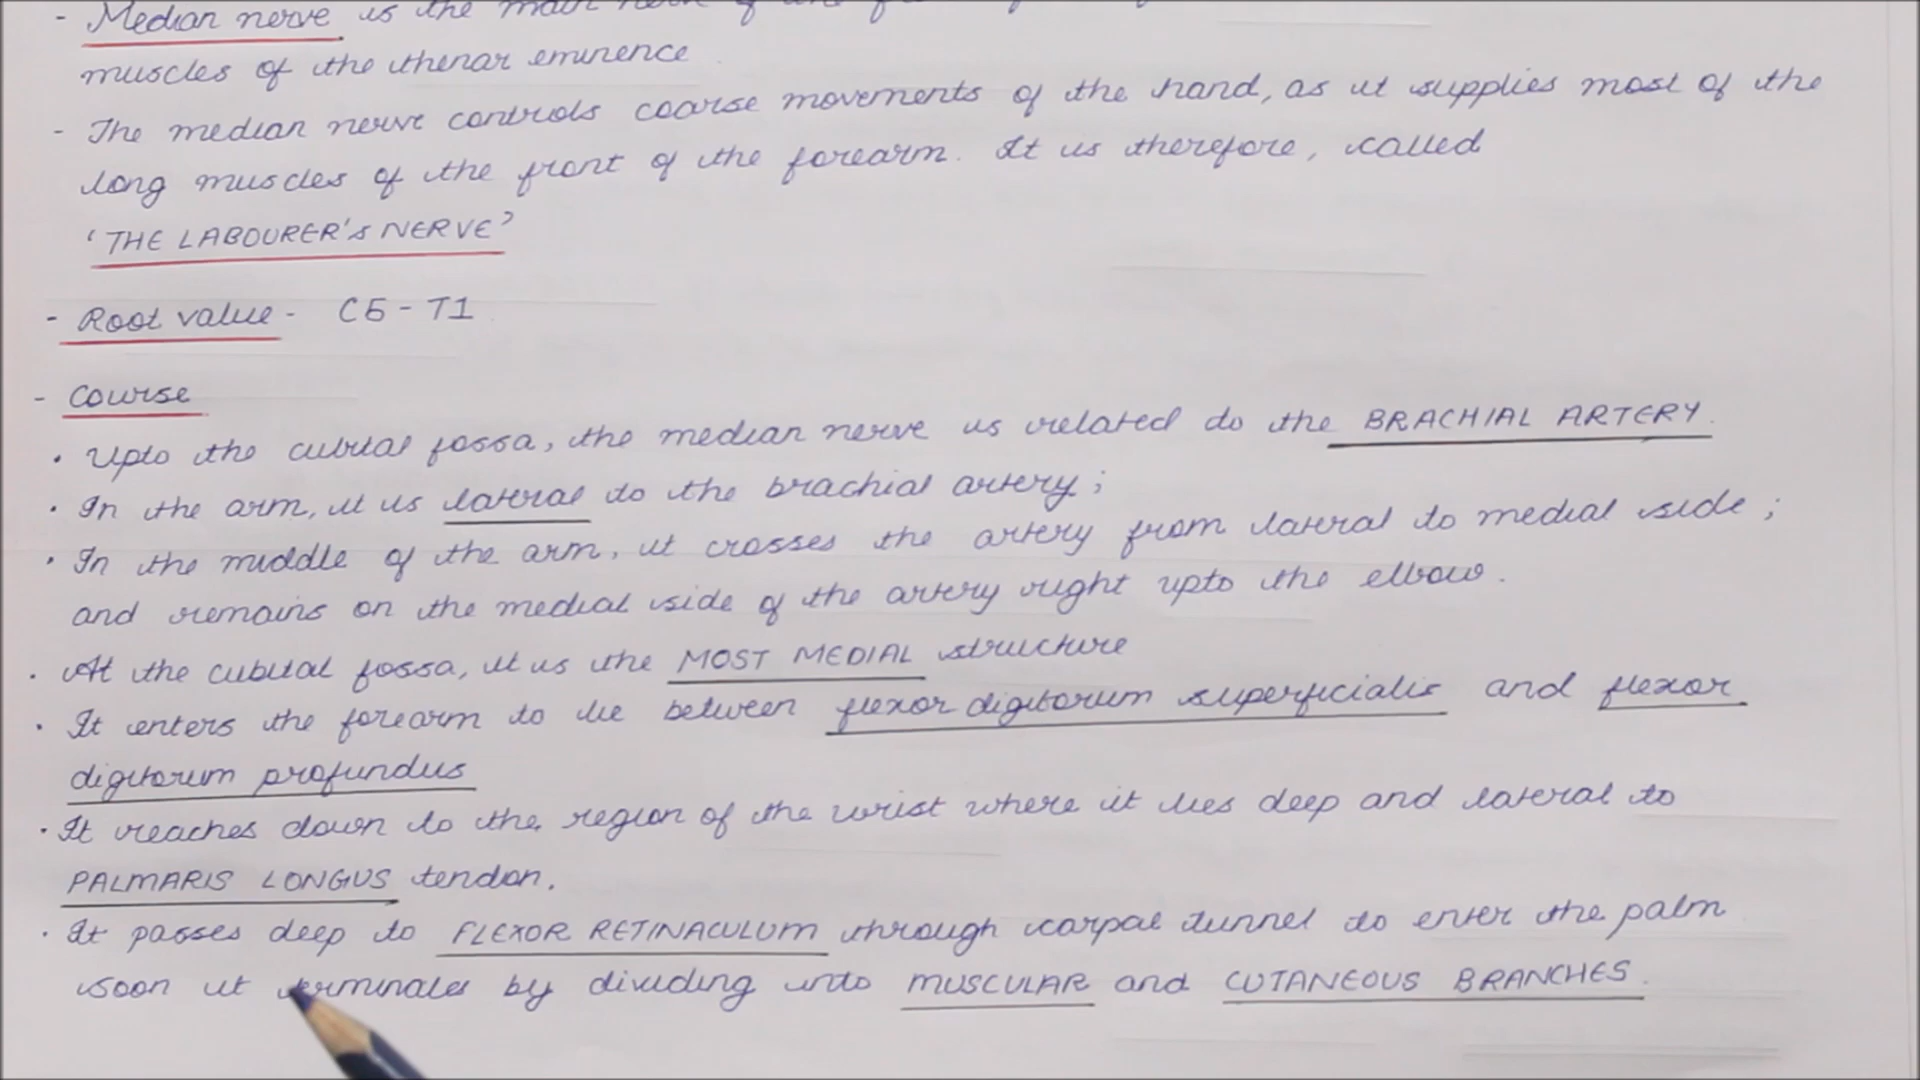 - Median nerve is the main nerve of the
muscles of the thenar eminence
- The median nerve controls coarse movements of the hand, as it supplies most of the
long muscles of the front of the forearm. It is therefore, called
'THE LABOURER'S NERVE'
- Root value - C5 - T1
- Course
• Upto the cubital fossa, the median nerve is related to the BRACHIAL ARTERY.
• In the arm, it is lateral to the brachial artery;
• In the middle of the arm, it crosses the artery from lateral to medial side;
and remains on the medial side of the artery right upto the elbow.
• At the cubital fossa, it is the MOST MEDIAL structure
• It enters the forearm to lie between flexor digitorum superficialis and flexor
digitorum profundus
• It reaches down to the region of the wrist where it lies deep and lateral to
PALMARIS LONGUS tendon.
• It passes deep to FLEXOR RETINACULUM through carpal tunnel to enter the palm
soon it terminates by dividing into MUSCULAR and CUTANEOUS BRANCHES.